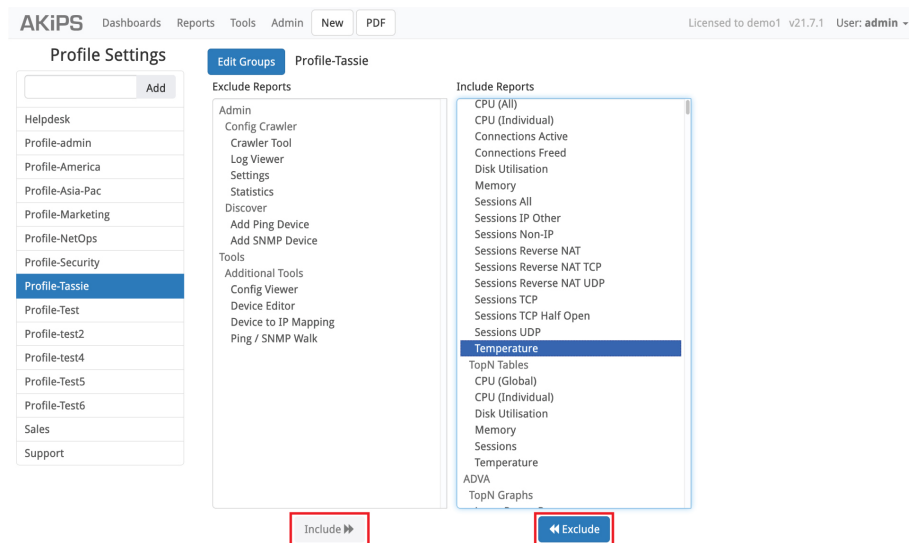 AKiPS Dashboards Reports Tools Admin New PDF Licensed to demo1 v21.7.1 User: admin
Profile Settings
Add
Helpdesk
Profile-admin
Profile-America
Profile-Asia-Pac
Profile-Marketing
Profile-NetOps
Profile-Security
Profile-Tassie
Profile-Test
Profile-test2
Profile-test4
Profile-Test5
Profile-Test6
Sales
Support
Edit Groups Profile-Tassie
Exclude Reports
Admin
Config Crawler
Crawler Tool
Log Viewer
Settings
Statistics
Discover
Add Ping Device
Add SNMP Device
Tools
Additional Tools
Config Viewer
Device Editor
Device to IP Mapping
Ping / SNMP Walk
Include
Include Reports
CPU (All)
CPU (Individual)
Connections Active
Connections Freed
Disk Utilisation
Memory
Sessions All
Sessions IP Other
Sessions Non-IP
Sessions Reverse NAT
Sessions Reverse NAT TCP
Sessions Reverse NAT UDP
Sessions TCP
Sessions TCP Half Open
Sessions UDP
Temperature
TopN Tables
CPU (Global)
CPU (Individual)
Disk Utilisation
Memory
Sessions
Temperature
ADVA
TopN Graphs
Exclude